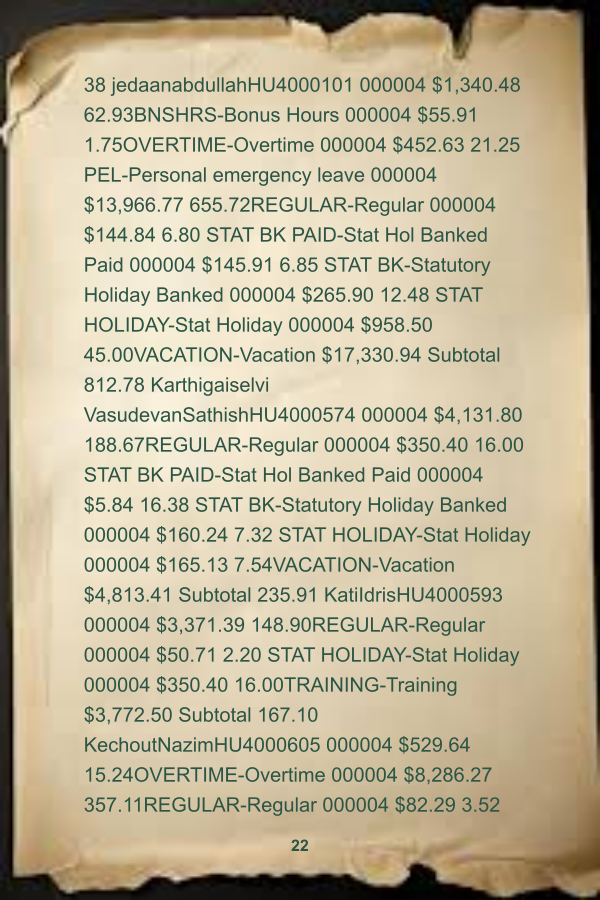 38 jedaanabdullahHU4000101 000004 $1,340.48
62.93BNSHRS-Bonus Hours 000004 $55.91
1.75OVERTIME-Overtime 000004 $452.63 21.25
PEL-Personal emergency leave 000004
$13,966.77 655.72REGULAR-Regular 000004
$144.84 6.80 STAT BK PAID-Stat Hol Banked
Paid 000004 $145.91 6.85 STAT BK-Statutory
Holiday Banked 000004 $265.90 12.48 STAT
HOLIDAY-Stat Holiday 000004 $958.50
45.00VACATION-Vacation $17,330.94 Subtotal
812.78 Karthigaiselvi
VasudevanSathishHU4000574 000004 $4,131.80
188.67REGULAR-Regular 000004 $350.40 16.00
STAT BK PAID-Stat Hol Banked Paid 000004
$5.84 16.38 STAT BK-Statutory Holiday Banked
000004 $160.24 7.32 STAT HOLIDAY-Stat Holiday
000004 $165.13 7.54VACATION-Vacation
$4,813.41 Subtotal 235.91 KatiIdrisHU4000593
000004 $3,371.39 148.90REGULAR-Regular
000004 $50.71 2.20 STAT HOLIDAY-Stat Holiday
000004 $350.40 16.00TRAINING-Training
$3,772.50 Subtotal 167.10
KechoutNazimHU4000605 000004 $529.64
15.24OVERTIME-Overtime 000004 $8,286.27
357.11REGULAR-Regular 000004 $82.29 3.52
22